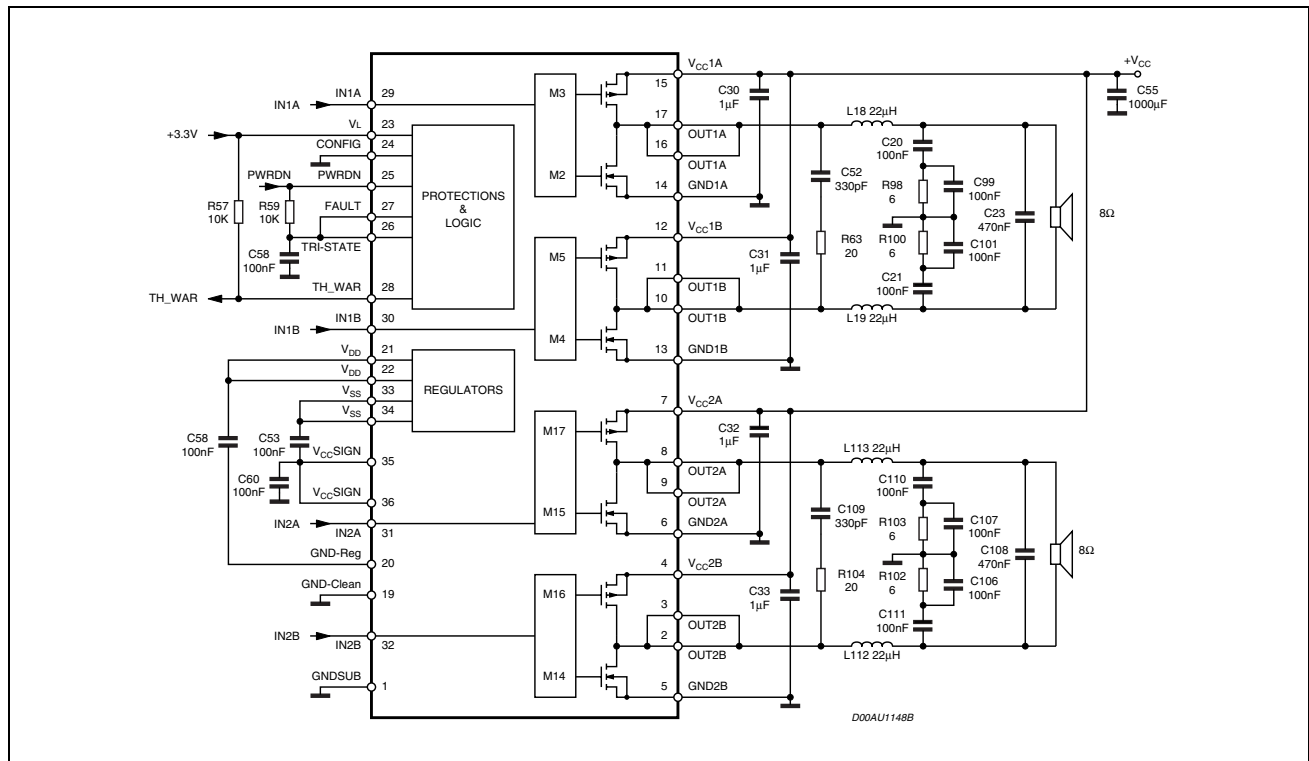 IN1A
IN1A
29
+3.3V
VL
23
CONFIG
24
PWRDN
PWRDN
25
FAULT
27
26
TRI-STATE
R57
10K
R59
10K
C58
100nF
TH_WAR
TH_WAR
28
PROTECTIONS
&
LOGIC
IN1B
IN1B
30
VDD
21
VDD
22
VSS
33
VSS
34
REGULATORS
C58
100nF
C53
100nF
VCCSIGN
35
C60
100nF
VCCSIGN
36
IN2A
IN2A
31
GND-Reg
20
GND-Clean
19
IN2B
IN2B
32
GNDSUB
1
M3
M2
M5
M4
M17
M15
M16
M14
15
VCC1A
17
OUT1A
16
OUT1A
14
GND1A
12
VCC1B
11
OUT1B
10
OUT1B
13
GND1B
7
VCC2A
8
OUT2A
9
OUT2A
6
GND2A
4
VCC2B
3
OUT2B
2
OUT2B
5
GND2B
C30
1μF
C31
1μF
C32
1μF
C33
1μF
+VCC
C55
1000μF
L18 22μH
C52
330pF
R63
20
C20
100nF
R98
6
C99
100nF
R100
6
C101
100nF
C21
100nF
C23
470nF
8Ω
L19 22μH
L113 22μH
C109
330pF
R104
20
C110
100nF
R103
6
C107
100nF
R102
6
C106
100nF
C111
100nF
C108
470nF
8Ω
L112 22μH
D00AU1148B